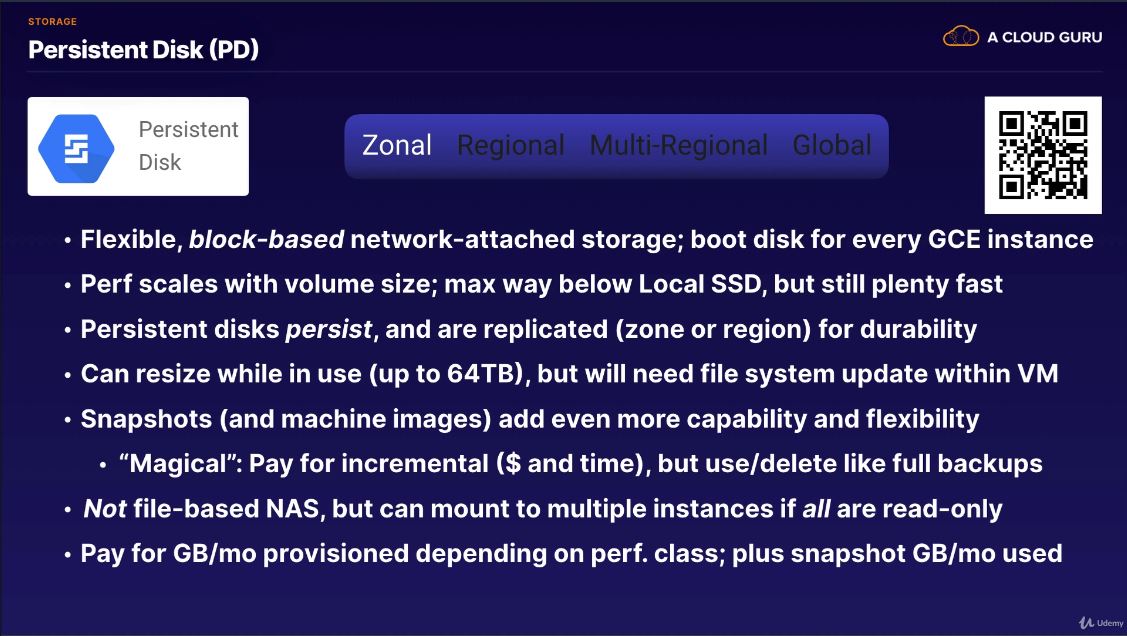 STORAGE
Persistent Disk (PD)
A CLOUD GURU
Persistent
Disk
Zonal Regional Multi-Regional Global
• Flexible, block-based network-attached storage; boot disk for every GCE instance
• Perf scales with volume size; max way below Local SSD, but still plenty fast
• Persistent disks persist, and are replicated (zone or region) for durability
• Can resize while in use (up to 64TB), but will need file system update within VM
• Snapshots (and machine images) add even more capability and flexibility
• “Magical”: Pay for incremental ($ and time), but use/delete like full backups
• Not file-based NAS, but can mount to multiple instances if all are read-only
• Pay for GB/mo provisioned depending on perf. class; plus snapshot GB/mo used
Udemy